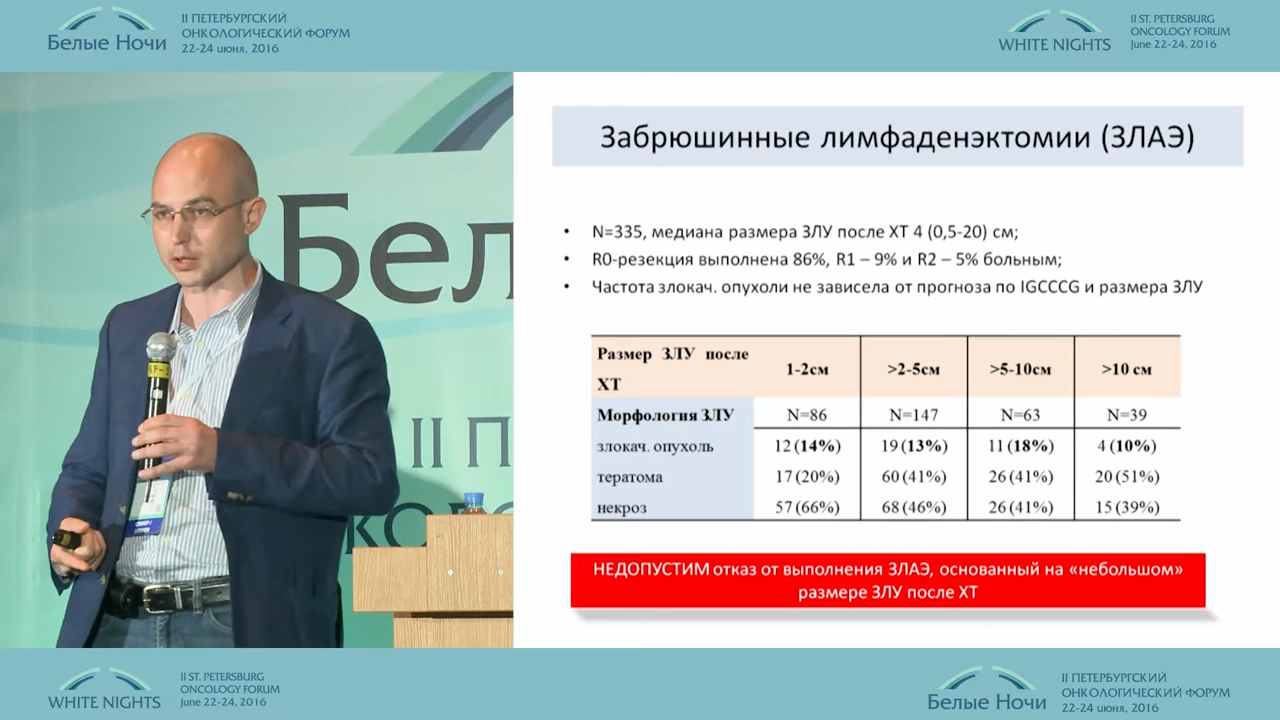 Белые Ночи
II ПЕТЕРБУРГСКИЙ
ОНКОЛОГИЧЕСКИЙ ФОРУМ
22-24 июня, 2016
WHITE NIGHTS
II ST. PETERSBURG
ONCOLOGY FORUM
June 22-24, 2016
Бел
II П
Забрюшинные лимфаденэктомии (ЗЛАЭ)
• N=335, медиана размера ЗЛУ после ХТ 4 (0,5-20) см;
• R0-резекция выполнена 86%, R1 – 9% и R2 – 5% больным;
• Частота злокач. опухоли не зависела от прогноза по IGCCCG и размера ЗЛУ
Размер ЗЛУ после ХТ 1-2см >2-5см >5-10см >10 см
Морфология ЗЛУ N=86 N=147 N=63 N=39
злокач. опухоль 12 (14%) 19 (13%) 11 (18%) 4 (10%)
тератома 17 (20%) 60 (41%) 26 (41%) 20 (51%)
некроз 57 (66%) 68 (46%) 26 (41%) 15 (39%)
НЕДОПУСТИМ отказ от выполнения ЗЛАЭ, основанный на «небольшом»
размере ЗЛУ после ХТ
WHITE NIGHTS
II ST. PETERSBURG
ONCOLOGY FORUM
June 22-24, 2016
Белые Ночи
II ПЕТЕРБУРГСКИЙ
ОНКОЛОГИЧЕСКИЙ ФОРУМ
22-24 июня, 2016